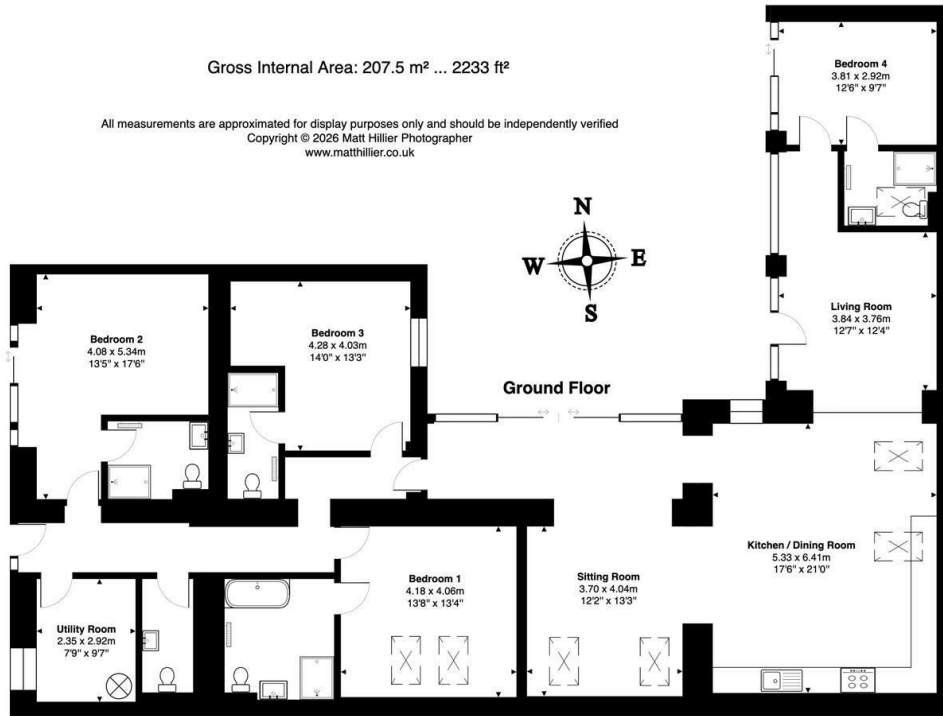 Gross Internal Area: 207.5 m² ... 2233 ft²
All measurements are approximated for display purposes only and should be independently verified
Copyright © 2026 Matt Hillier Photographer
www.matthillier.co.uk
N
W E
S
Ground Floor
Bedroom 4
3.81 x 2.92m
12'6" x 9'7"
Living Room
3.84 x 3.76m
12'7" x 12'4"
Bedroom 2
4.08 x 5.34m
13'5" x 17'6"
Bedroom 3
4.28 x 4.03m
14'0" x 13'3"
Kitchen / Dining Room
5.33 x 6.41m
17'6" x 21'0"
Bedroom 1
4.18 x 4.06m
13'8" x 13'4"
Sitting Room
3.70 x 4.04m
12'2" x 13'3"
Utility Room
2.35 x 2.92m
7'9" x 9'7"